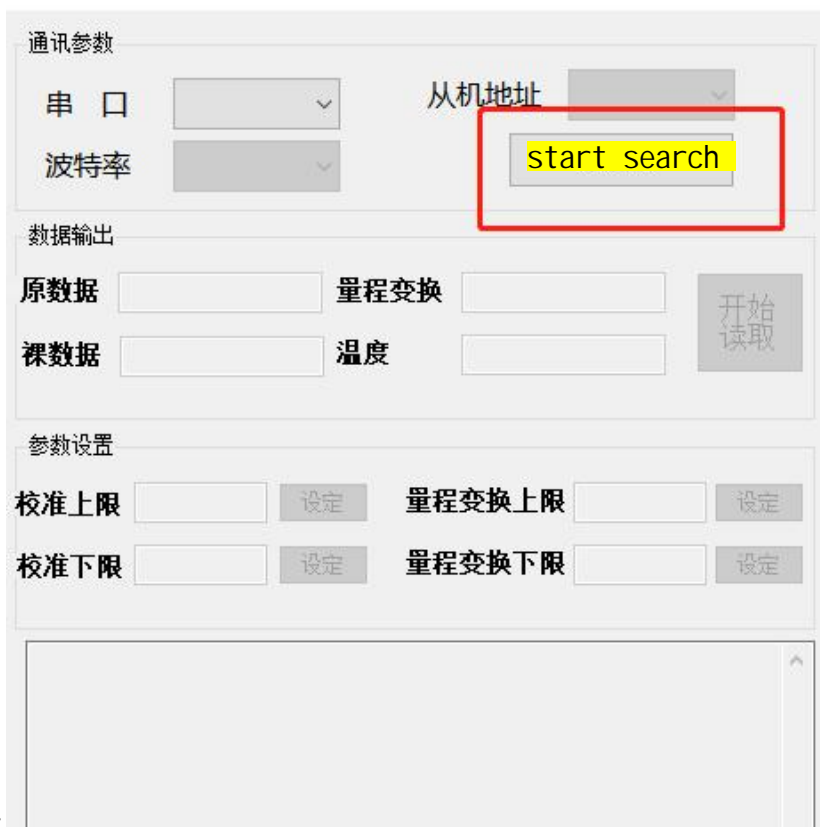 通讯参数
串 口
从机地址
波特率
start search
数据输出
原数据
量程变换
开始
读取
裸数据
温度
参数设置
校准上限 设定 量程变换上限 设定
校准下限 设定 量程变换下限 设定